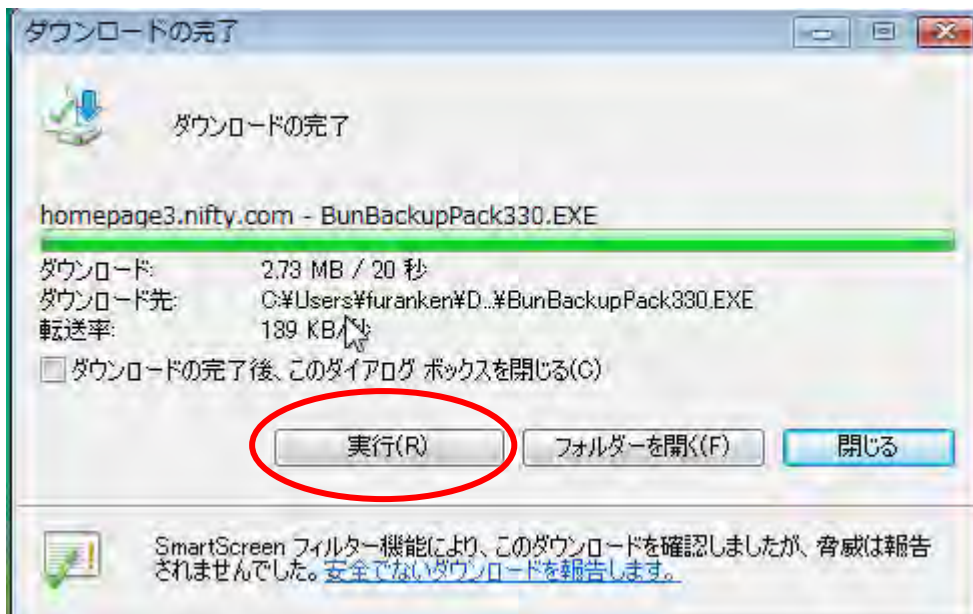 ダウンロードの完了
ダウンロードの完了
homepage3.nifty.com - BunBackupPack330.EXE
ダウンロード: 2.73 MB / 20 秒
ダウンロード先: C:¥Users¥furanken¥D..¥BunBackupPack330.EXE
転送率: 139 KB/秒
ダウンロードの完了後、このダイアログ ボックスを閉じる(C)
実行(R) フォルダーを開く(F) 閉じる
SmartScreen フィルター機能により、このダウンロードを確認しましたが、脅威は報告
されませんでした。安全でないダウンロードを報告します。